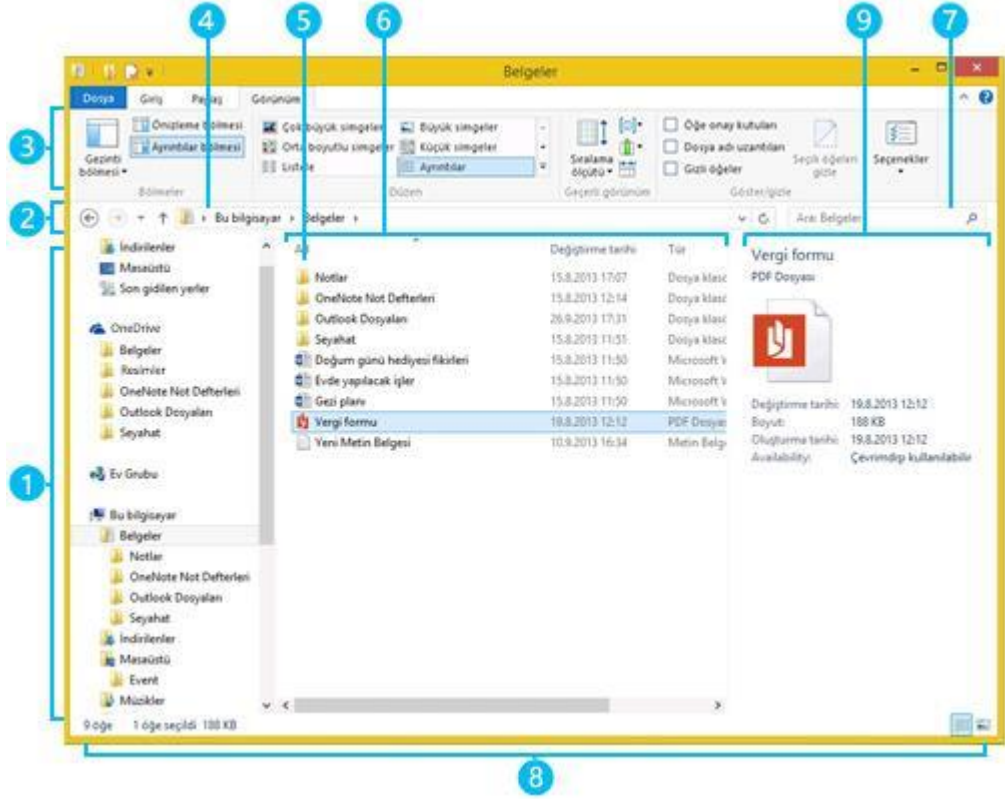 4 5 6 9 7
Belgeler
Dosya Giriş Paylaş Görünüm
3
Gezinti bölmesi
Önizleme bölmesi
Ayrıntılar bölmesi
Bölmeler
Çok büyük simgeler
Büyük simgeler
Orta boyutlu simgeler
Küçük simgeler
Liste
Ayrıntılar
Düzen
Sıralama ölçütü
Geçerli görünüm
Öğe onay kutuları
Dosya adı uzantıları
Gizli öğeler
Seçili öğeleri gizle
Göster/gizle
Seçenekler
2
Bu bilgisayar Belgeler
Ara: Belgeler
1
İndirilenler
Masaüstü
Son gidilen yerler
OneDrive
Belgeler
Resimler
OneNote Not Defterleri
Outlook Dosyaları
Seyahat
Ev Grubu
Bu bilgisayar
Belgeler
Notlar
OneNote Not Defterleri
Outlook Dosyaları
Seyahat
İndirilenler
Masaüstü
Event
Müzikler
Değiştirme tarihi Tür
Notlar 15.8.2013 17:07 Dosya klasö
OneNote Not Defterleri 15.8.2013 12:14 Dosya klasö
Outlook Dosyaları 26.9.2013 17:31 Dosya klasö
Seyahat 15.8.2013 11:51 Dosya klasö
Doğum günü hediyesi fikirleri 15.8.2013 11:50 Microsoft W
Evde yapılacak işler 15.8.2013 11:50 Microsoft W
Gezi planı 15.8.2013 11:50 Microsoft W
Vergi formu 19.8.2013 12:12 PDF Dosyas
Yeni Metin Belgesi 10.9.2013 16:34 Metin Belge
Vergi formu
PDF Dosyası
Değiştirme tarihi: 19.8.2013 12:12
Boyut: 188 KB
Oluşturma tarihi: 19.8.2013 12:12
Availability: Çevrimdışı kullanılabilir
9 öğe 1 öğe seçildi 188 KB
8